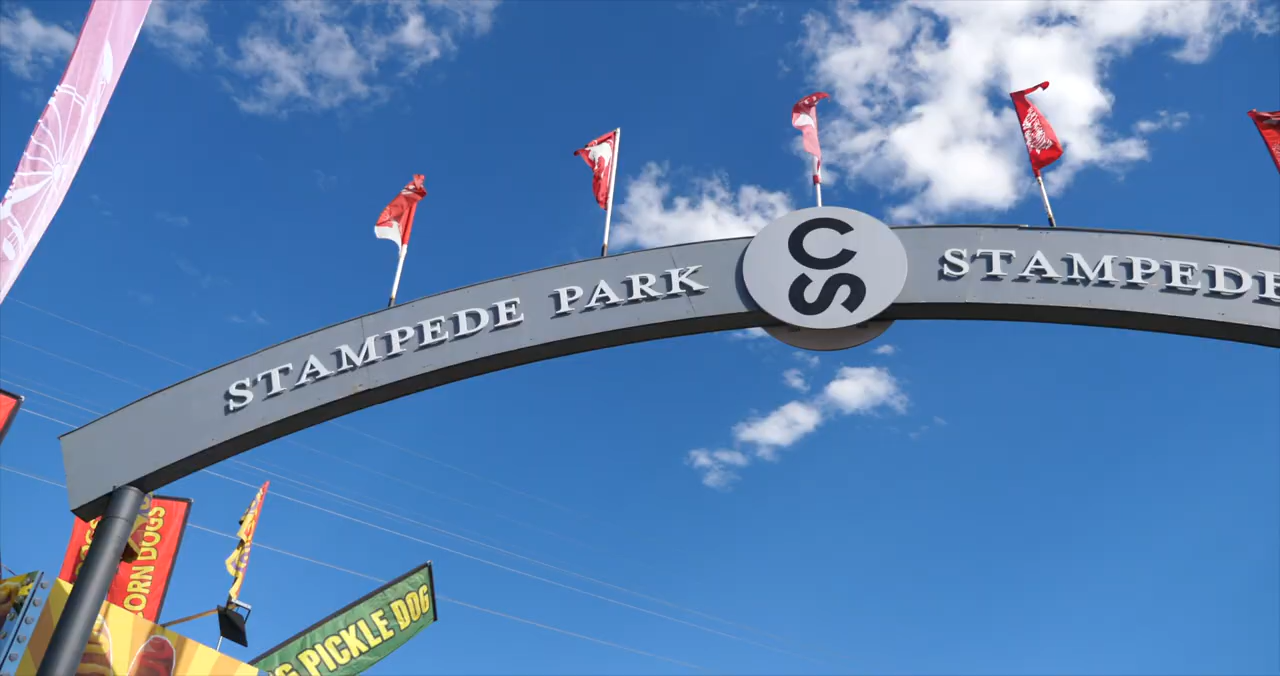 STAMPEDE PARK
CS
STAMPEDE
CORN DOGS
PICKLE DOG